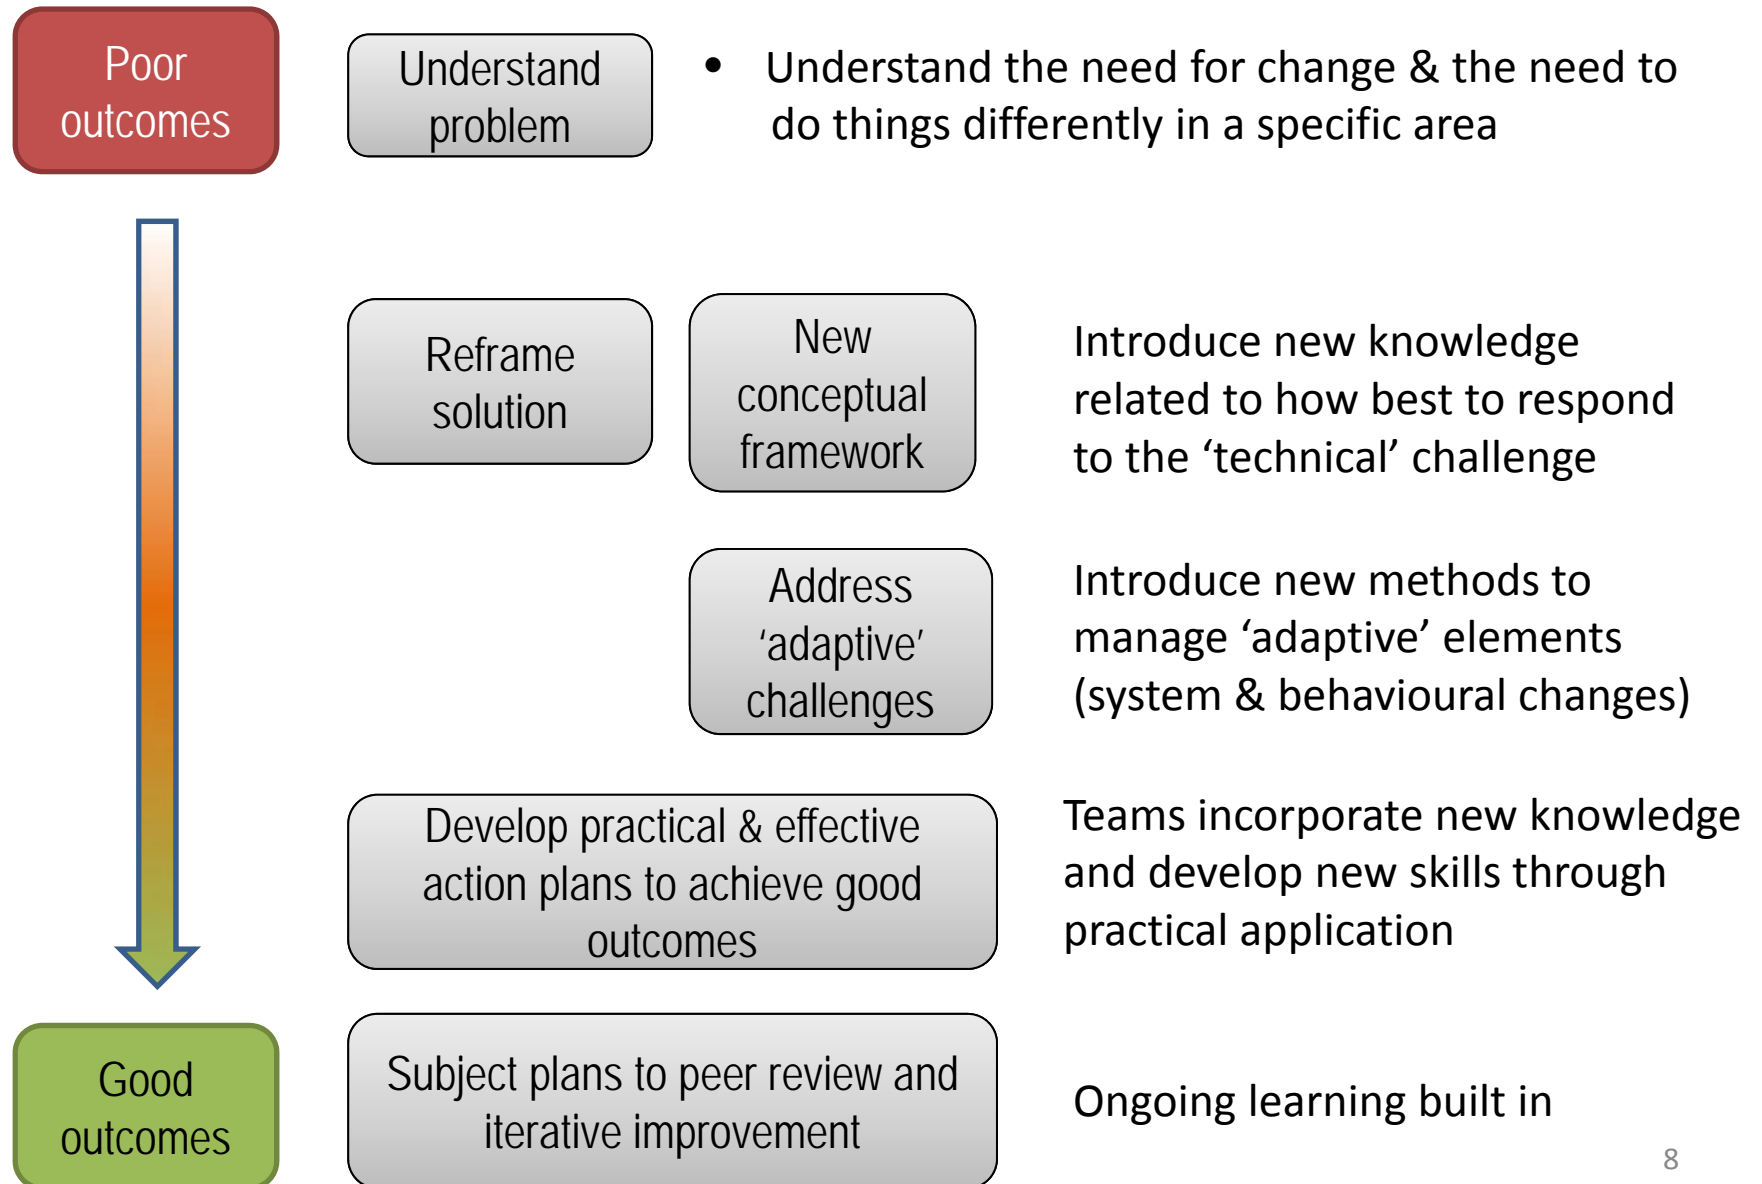 Poor
outcomes
Understand
problem
• Understand the need for change & the need to
do things differently in a specific area
Reframe
solution
New
conceptual
framework
Introduce new knowledge
related to how best to respond
to the ‘technical’ challenge
Address
‘adaptive’
challenges
Introduce new methods to
manage ‘adaptive’ elements
(system & behavioural changes)
Develop practical & effective
action plans to achieve good
outcomes
Teams incorporate new knowledge
and develop new skills through
practical application
Good
outcomes
Subject plans to peer review and
iterative improvement
Ongoing learning built in
8